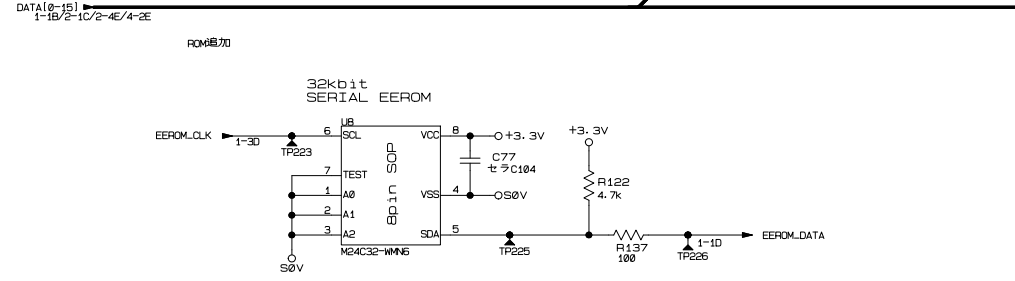 DATA[0-15]
1-1B/2-1C/2-4E/4-2E
ROM追加
32kbit
SERIAL EEROM
U8
EEROM_CLK
1-3D
TP223
6
SCL
VCC
8
+3.3V
+3.3V
C77
セラC104
7
TEST
8pin SOP
R122
4.7k
1
A0
VSS
4
S0V
2
A1
3
A2
SDA
5
EEROM_DATA
TP225
R137
100
1-1D
TP226
M24C32-WMN6
S0V